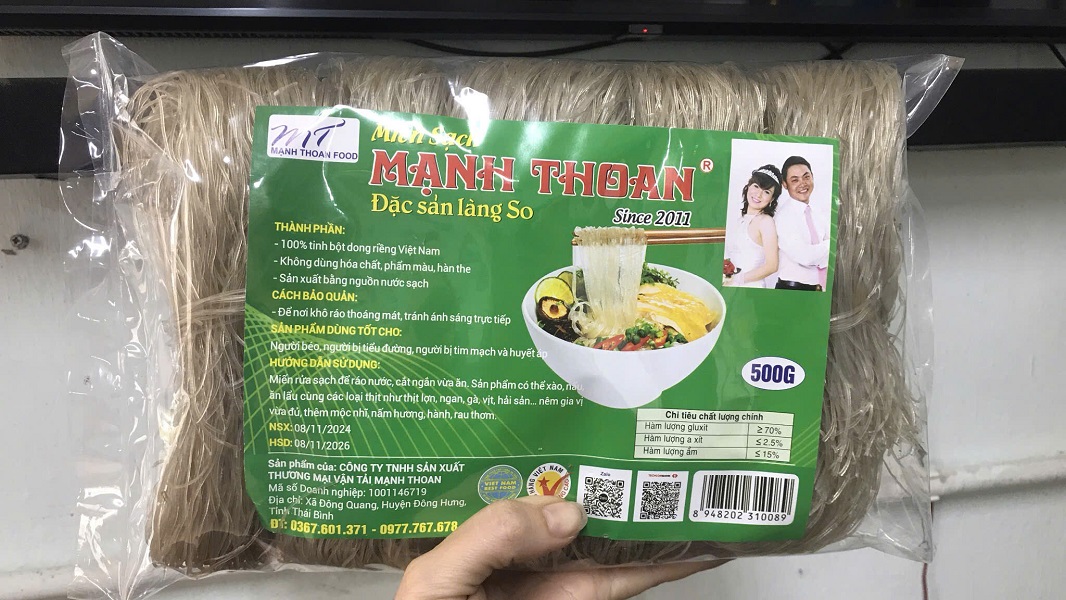 MT
MẠNH THOAN FOOD
Miến Sạch
MẠNH THOAN ®
Đặc sản làng So
Since 2011
THÀNH PHẦN:
- 100% tinh bột dong riềng Việt Nam
- Không dùng hóa chất, phẩm màu, hàn the
- Sản xuất bằng nguồn nước sạch
CÁCH BẢO QUẢN:
- Để nơi khô ráo thoáng mát, tránh ánh sáng trực tiếp
SẢN PHẨM DÙNG TỐT CHO:
Người béo, người bị tiểu đường, người bị tim mạch và huyết áp
HƯỚNG DẪN SỬ DỤNG:
Miến rửa sạch để ráo nước, cắt ngắn vừa ăn. Sản phẩm có thể xào, nấu,
ăn lẩu cùng các loại thịt như thịt lợn, ngan, gà, vịt, hải sản... nêm gia vị
vừa đủ, thêm mộc nhĩ, nấm hương, hành, rau thơm.
NSX: 08/11/2024
HSD: 08/11/2026
500G
Chỉ tiêu chất lượng chính
Hàm lượng gluxit ≥ 70%
Hàm lượng a xít ≤ 2.5%
Hàm lượng ẩm ≤ 15%
Sản phẩm của: CÔNG TY TNHH SẢN XUẤT
THƯƠNG MẠI VẬN TẢI MẠNH THOAN
Mã số Doanh nghiệp: 1001146719
Địa chỉ: Xã Đông Quang, Huyện Đông Hưng,
Tỉnh Thái Bình
ĐT: 0367.601.371 - 0977.767.678
VIET NAM
BEST FOOD
VIỆT NAM
Zalo
8 948202 310089